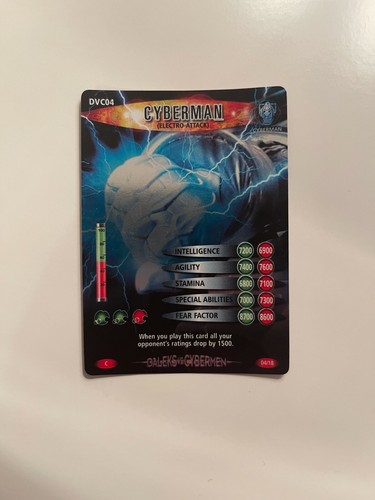 DVC04
CYBERMAN
(ELECTRO-ATTACK)
CYBERMAN
INTELLIGENCE 7200 6900
AGILITY 7400 7600
STAMINA 6800 7100
SPECIAL ABILITIES 7000 7300
FEAR FACTOR 8700 8600
When you play this card all your
opponent's ratings drop by 1500.
C
DALEKS VS CYBERMEN
04/18